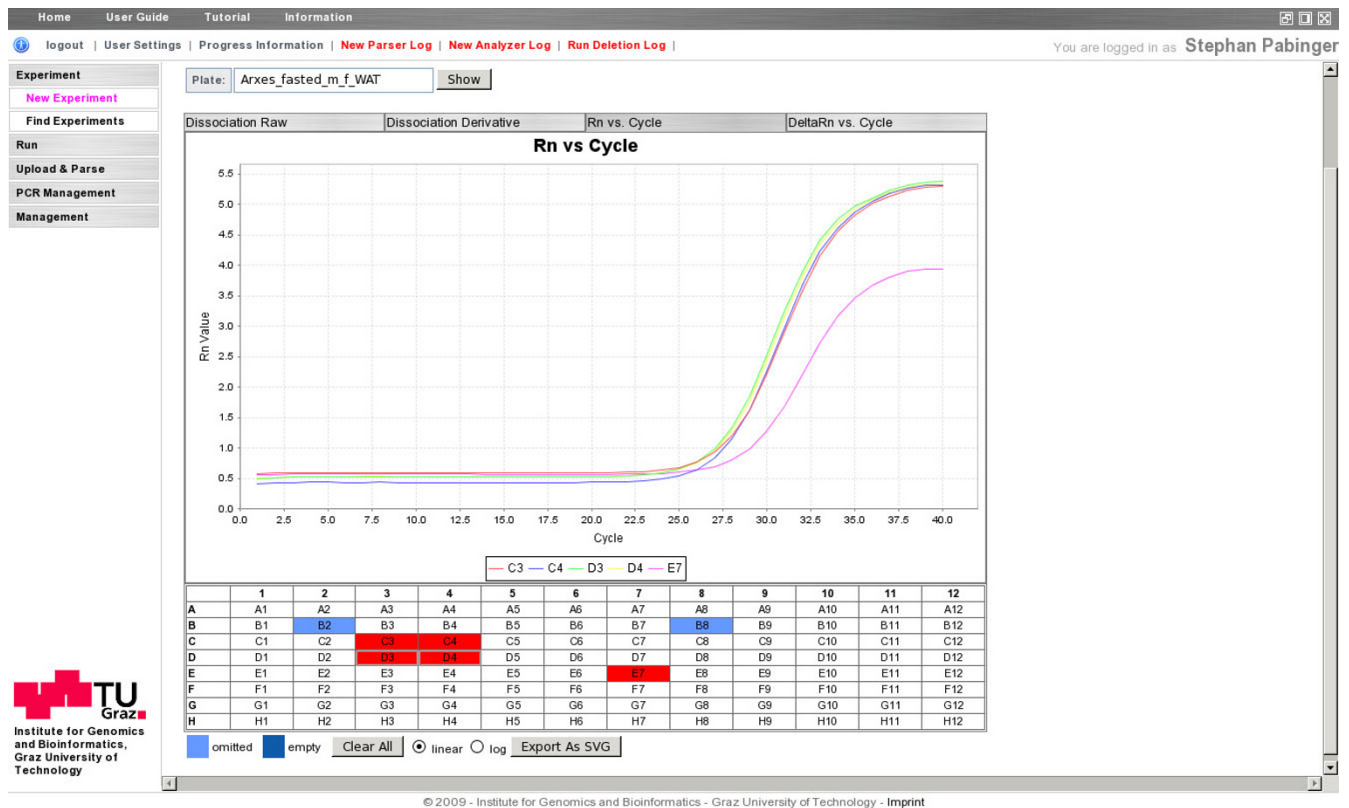 Home User Guide Tutorial Information
logout | User Settings | Progress Information | New Parser Log | New Analyzer Log | Run Deletion Log |
You are logged in as Stephan Pabinger
Experiment
New Experiment
Find Experiments
Run
Upload & Parse
PCR Management
Management
Plate: Arxes_fasted_m_f_WAT Show
Dissociation Raw Dissociation Derivative Rn vs. Cycle DeltaRn vs. Cycle
Rn vs Cycle
5.5
5.0
4.5
4.0
3.5
3.0
2.5
2.0
1.5
1.0
0.5
0.0
Rn Value
0.0 2.5 5.0 7.5 10.0 12.5 15.0 17.5 20.0 22.5 25.0 27.5 30.0 32.5 35.0 37.5 40.0
Cycle
C3 C4 D3 D4 E7
1 2 3 4 5 6 7 8 9 10 11 12
A A1 A2 A3 A4 A5 A6 A7 A8 A9 A10 A11 A12
B B1 B2 B3 B4 B5 B6 B7 B8 B9 B10 B11 B12
C C1 C2 C3 C4 C5 C6 C7 C8 C9 C10 C11 C12
D D1 D2 D3 D4 D5 D6 D7 D8 D9 D10 D11 D12
E E1 E2 E3 E4 E5 E6 E7 E8 E9 E10 E11 E12
F F1 F2 F3 F4 F5 F6 F7 F8 F9 F10 F11 F12
G G1 G2 G3 G4 G5 G6 G7 G8 G9 G10 G11 G12
H H1 H2 H3 H4 H5 H6 H7 H8 H9 H10 H11 H12
omitted empty Clear All linear log Export As SVG
TU
Graz
Institute for Genomics
and Bioinformatics,
Graz University of
Technology
© 2009 - Institute for Genomics and Bioinformatics - Graz University of Technology - Imprint